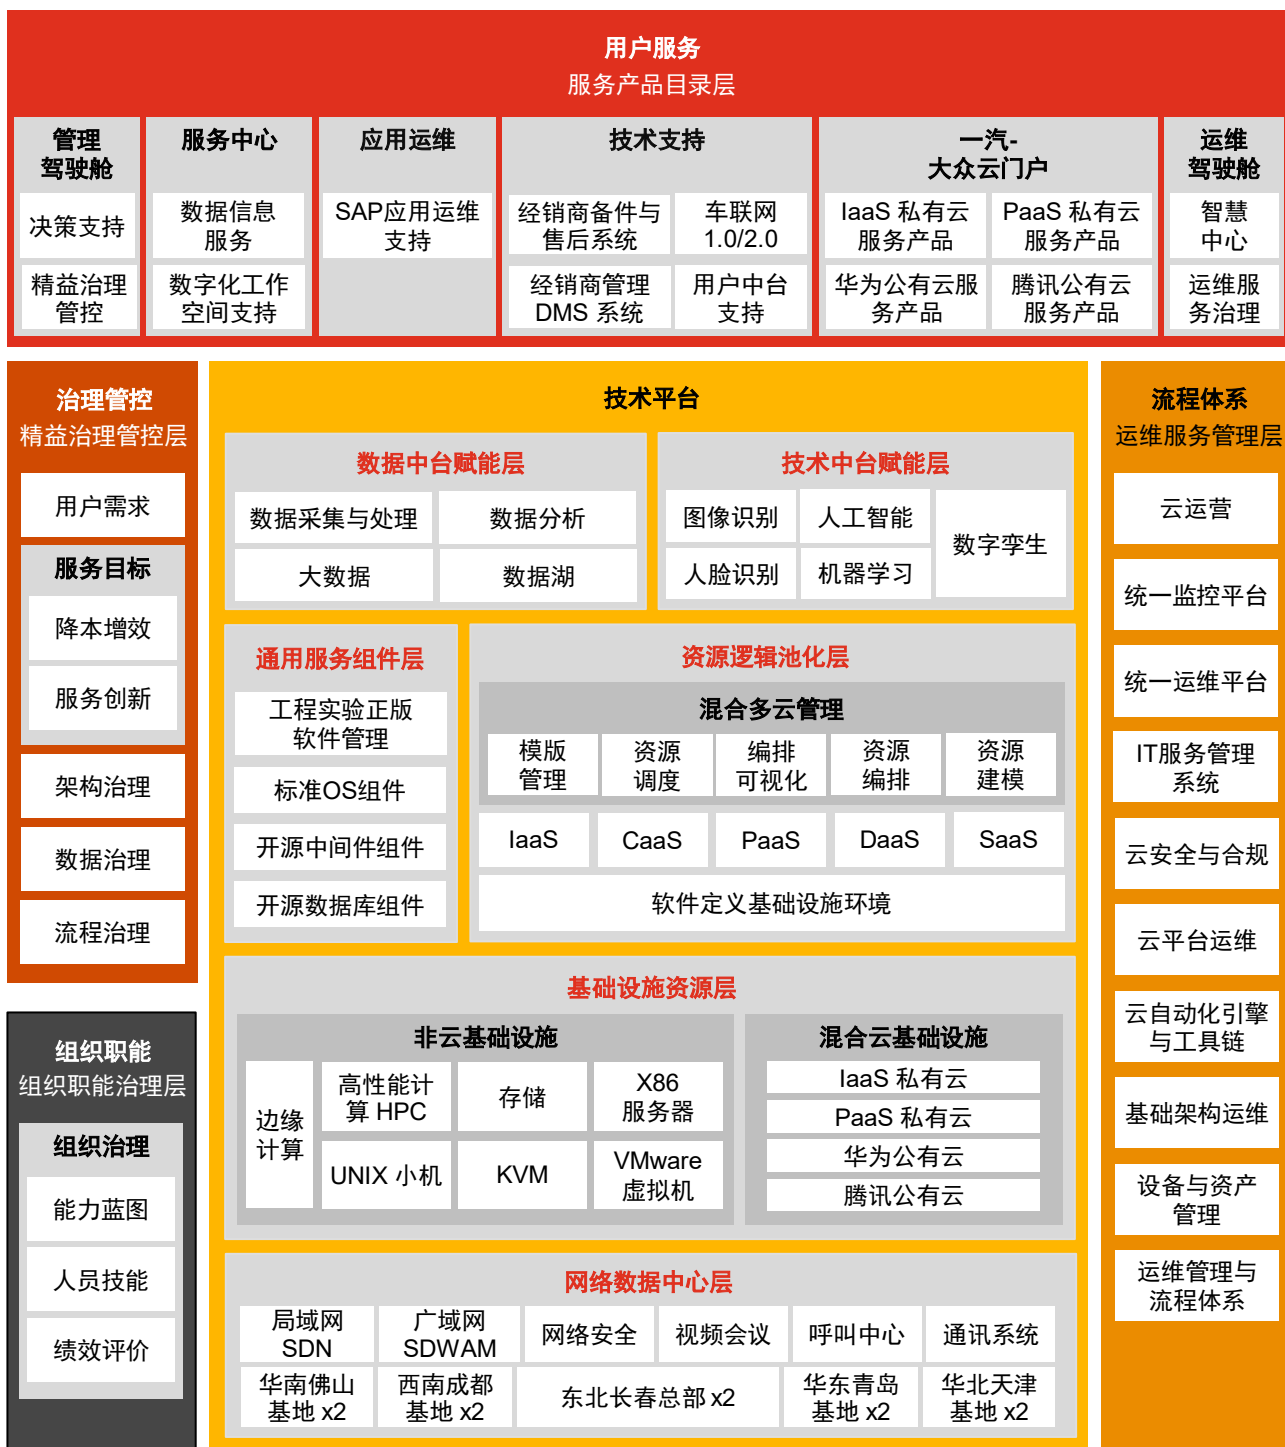 用户服务
服务产品目录层
管理
驾驶舱
决策支持
精益治理
管控
服务中心
数据信息
服务
数字化工作
空间支持
应用运维
SAP应用运维
支持
技术支持
经销商备件与
售后系统
车联网
1.0/2.0
经销商管理
DMS 系统
用户中台
支持
一汽-
大众云门户
IaaS 私有云
服务产品
PaaS 私有云
服务产品
华为公有云服
务产品
腾讯公有云
服务产品
运维
驾驶舱
智慧
中心
运维服
务治理
治理管控
精益治理管控层
用户需求
服务目标
降本增效
服务创新
架构治理
数据治理
流程治理
组织职能
组织职能治理层
组织治理
能力蓝图
人员技能
绩效评价
技术平台
数据中台赋能层
数据采集与处理
数据分析
大数据
数据湖
技术中台赋能层
图像识别
人工智能
数字孪生
人脸识别
机器学习
通用服务组件层
工程实验正版
软件管理
标准OS组件
开源中间件组件
开源数据库组件
资源逻辑池化层
混合多云管理
模版
管理
资源
调度
编排
可视化
资源
编排
资源
建模
IaaS
CaaS
PaaS
DaaS
SaaS
软件定义基础设施环境
基础设施资源层
非云基础设施
边缘
计算
高性能计
算 HPC
存储
X86
服务器
UNIX 小机
KVM
VMware
虚拟机
混合云基础设施
IaaS 私有云
PaaS 私有云
华为公有云
腾讯公有云
网络数据中心层
局域网
SDN
广域网
SDWAM
网络安全
视频会议
呼叫中心
通讯系统
华南佛山
基地 x2
西南成都
基地 x2
东北长春总部 x2
华东青岛
基地 x2
华北天津
基地 x2
流程体系
运维服务管理层
云运营
统一监控平台
统一运维平台
IT服务管理
系统
云安全与合规
云平台运维
云自动化引擎
与工具链
基础架构运维
设备与资产
管理
运维管理与
流程体系